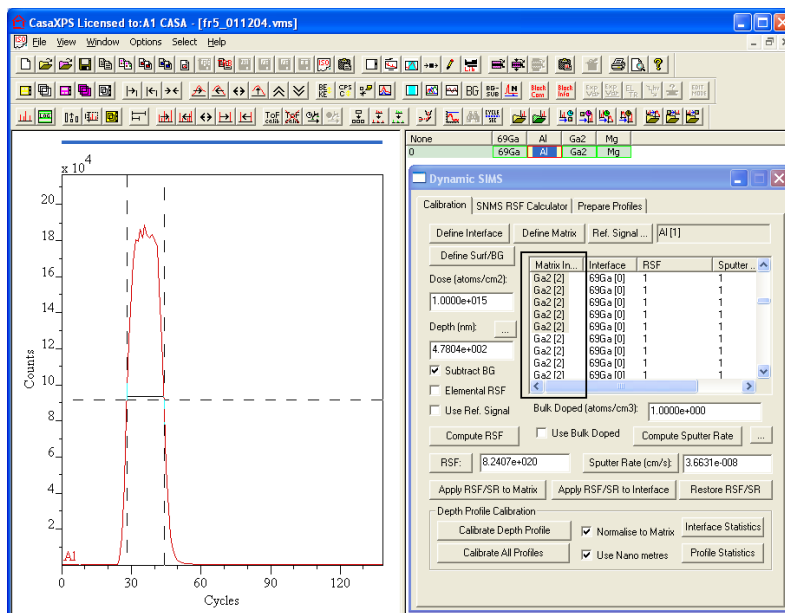 CasaXPS Licensed to:A1 CASA - [fr5_011204.vms]
File View Window Options Select Help
x 10^4
20
18
16
14
12
10
8
6
4
2
Counts
Al
0 30 60 90 120
Cycles
None 69Ga Al Ga2 Mg
0 69Ga Al Ga2 Mg
Dynamic SIMS
Calibration SNMS RSF Calculator Prepare Profiles
Define Interface Define Matrix Ref. Signal ... Al [1]
Define Surf/BG
Matrix In... Interface RSF Sputter ..
Ga2 [2] 69Ga [0] 1 1
Ga2 [2] 69Ga [0] 1 1
Ga2 [2] 69Ga [0] 1 1
Ga2 [2] 69Ga [0] 1 1
Ga2 [2] 69Ga [0] 1 1
Ga2 [2] 69Ga [0] 1 1
Ga2 [2] 69Ga [0] 1 1
Ga2 [2] 69Ga [0] 1 1
Ga2 [2] 69Ga [0] 1 1
Dose (atoms/cm2):
1.0000e+015
Depth (nm): ...
4.7804e+002
Subtract BG
Elemental RSF
Use Ref. Signal
Bulk Doped (atoms/cm3): 1.0000e+000
Compute RSF Use Bulk Doped Compute Sputter Rate ...
RSF: 8.2407e+020 Sputter Rate (cm/s): 3.6631e-008
Apply RSF/SR to Matrix Apply RSF/SR to Interface Restore RSF/SR
Depth Profile Calibration
Calibrate Depth Profile Normalise to Matrix Interface Statistics
Calibrate All Profiles Use Nano metres Profile Statistics